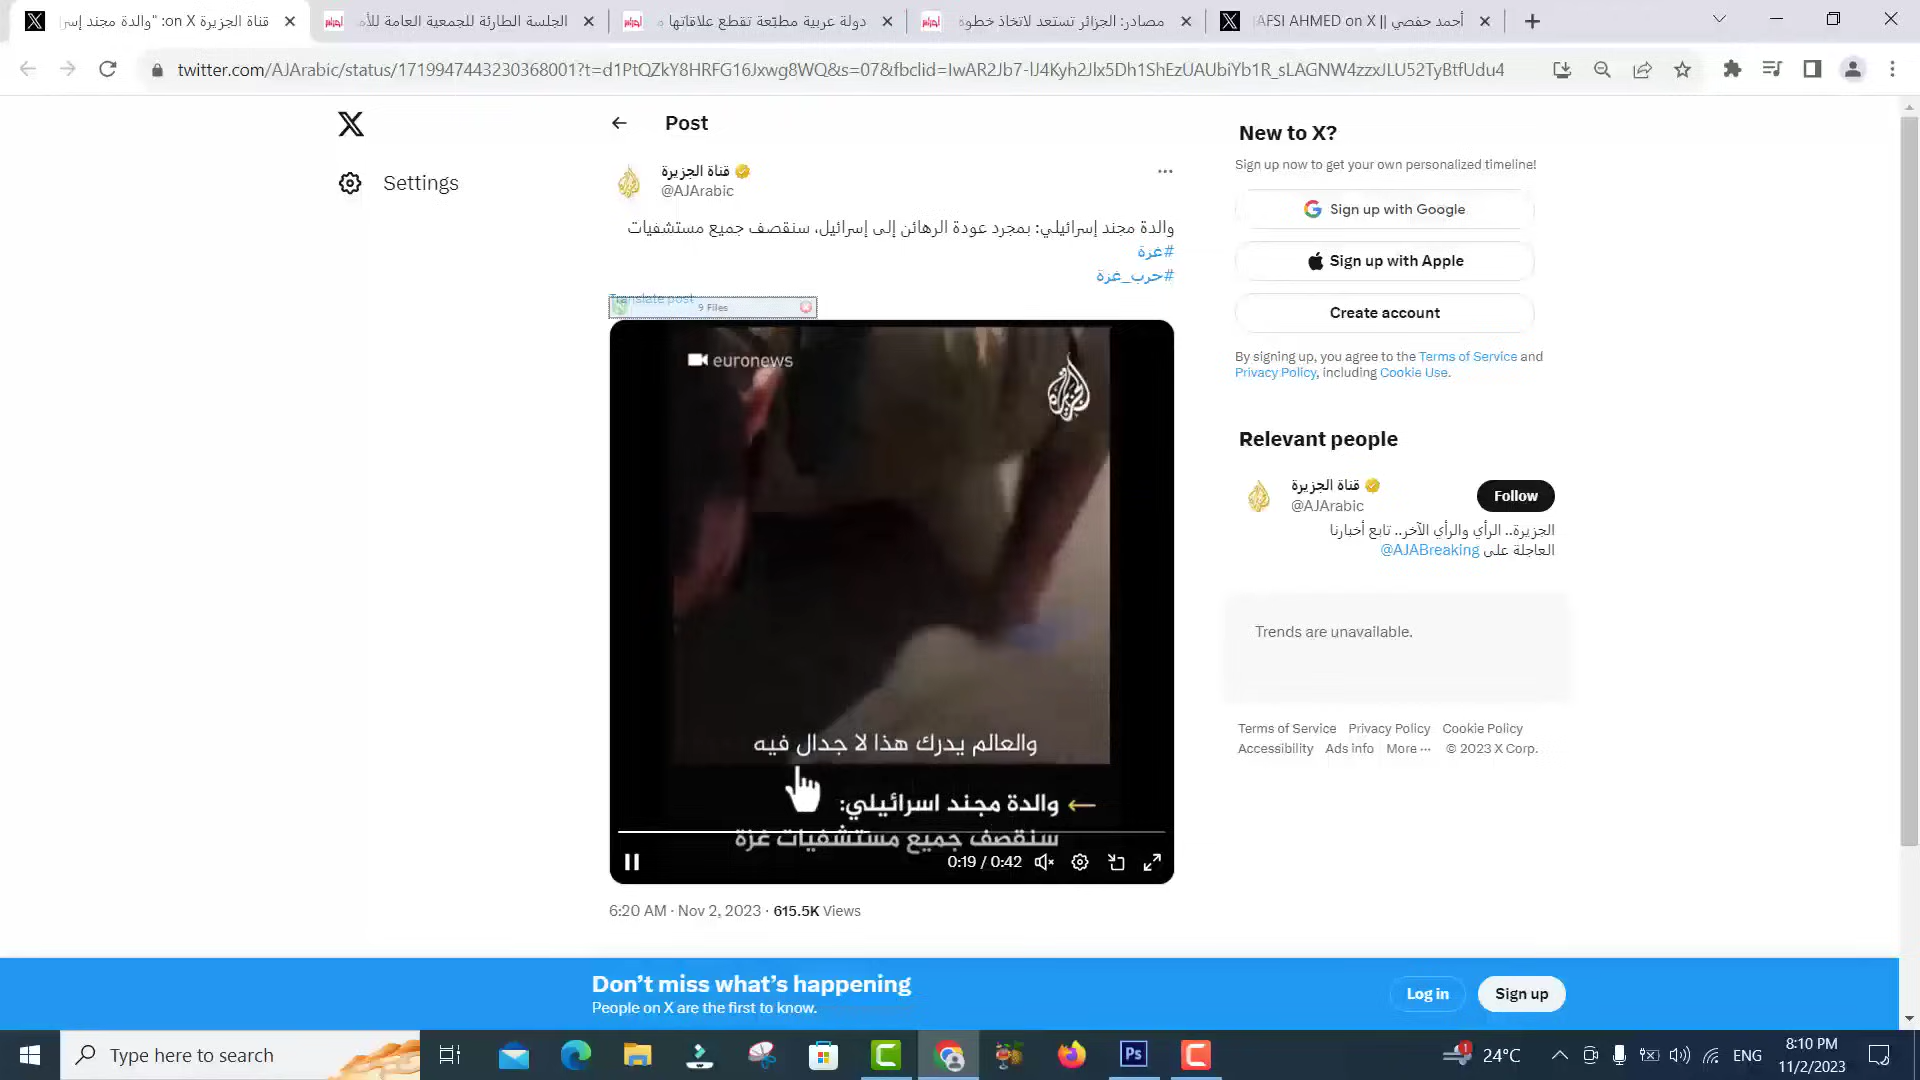 قناة الجزيرة on X: "والدة مجند إسر
الجلسة الطارئة للجمعية العامة للأم
دولة عربية مطبّعة تقطع علاقاتها م
مصادر: الجزائر تستعد لاتخاذ خطوة
أحمد حفصي || AFSI AHMED on X
twitter.com/AJArabic/status/1719947443230368001?t=d1PtQZkY8HRFG16Jxwg8WQ&s=07&fbclid=IwAR2Jb7-lJ4Kyh2Jlx5Dh1ShEzUAUbiYb1R_sLAGNW4zzxJLU52TyBtfUdu4
Settings
Post
قناة الجزيرة
@AJArabic
والدة مجند إسرائيلي: بمجرد عودة الرهائن إلى إسرائيل، سنقصف جميع مستشفيات
#غزة
#حرب_غزة
Translate post
9 Files
euronews
الجزيرة
والعالم يدرك هذا لا جدال فيه
والدة مجند اسرائيلي:
سنقصف جميع مستشفيات غزة
0:19 / 0:42
6:20 AM · Nov 2, 2023 · 615.5K Views
New to X?
Sign up now to get your own personalized timeline!
Sign up with Google
Sign up with Apple
Create account
By signing up, you agree to the Terms of Service and
Privacy Policy, including Cookie Use.
Relevant people
قناة الجزيرة
@AJArabic
Follow
الجزيرة.. الرأي والرأي الآخر.. تابع أخبارنا
العاجلة على @AJABreaking
Trends are unavailable.
Terms of Service Privacy Policy Cookie Policy
Accessibility Ads info More ··· © 2023 X Corp.
Don’t miss what’s happening
People on X are the first to know.
Log in
Sign up
Type here to search
Ps
1
24°C
ENG
8:10 PM
11/2/2023